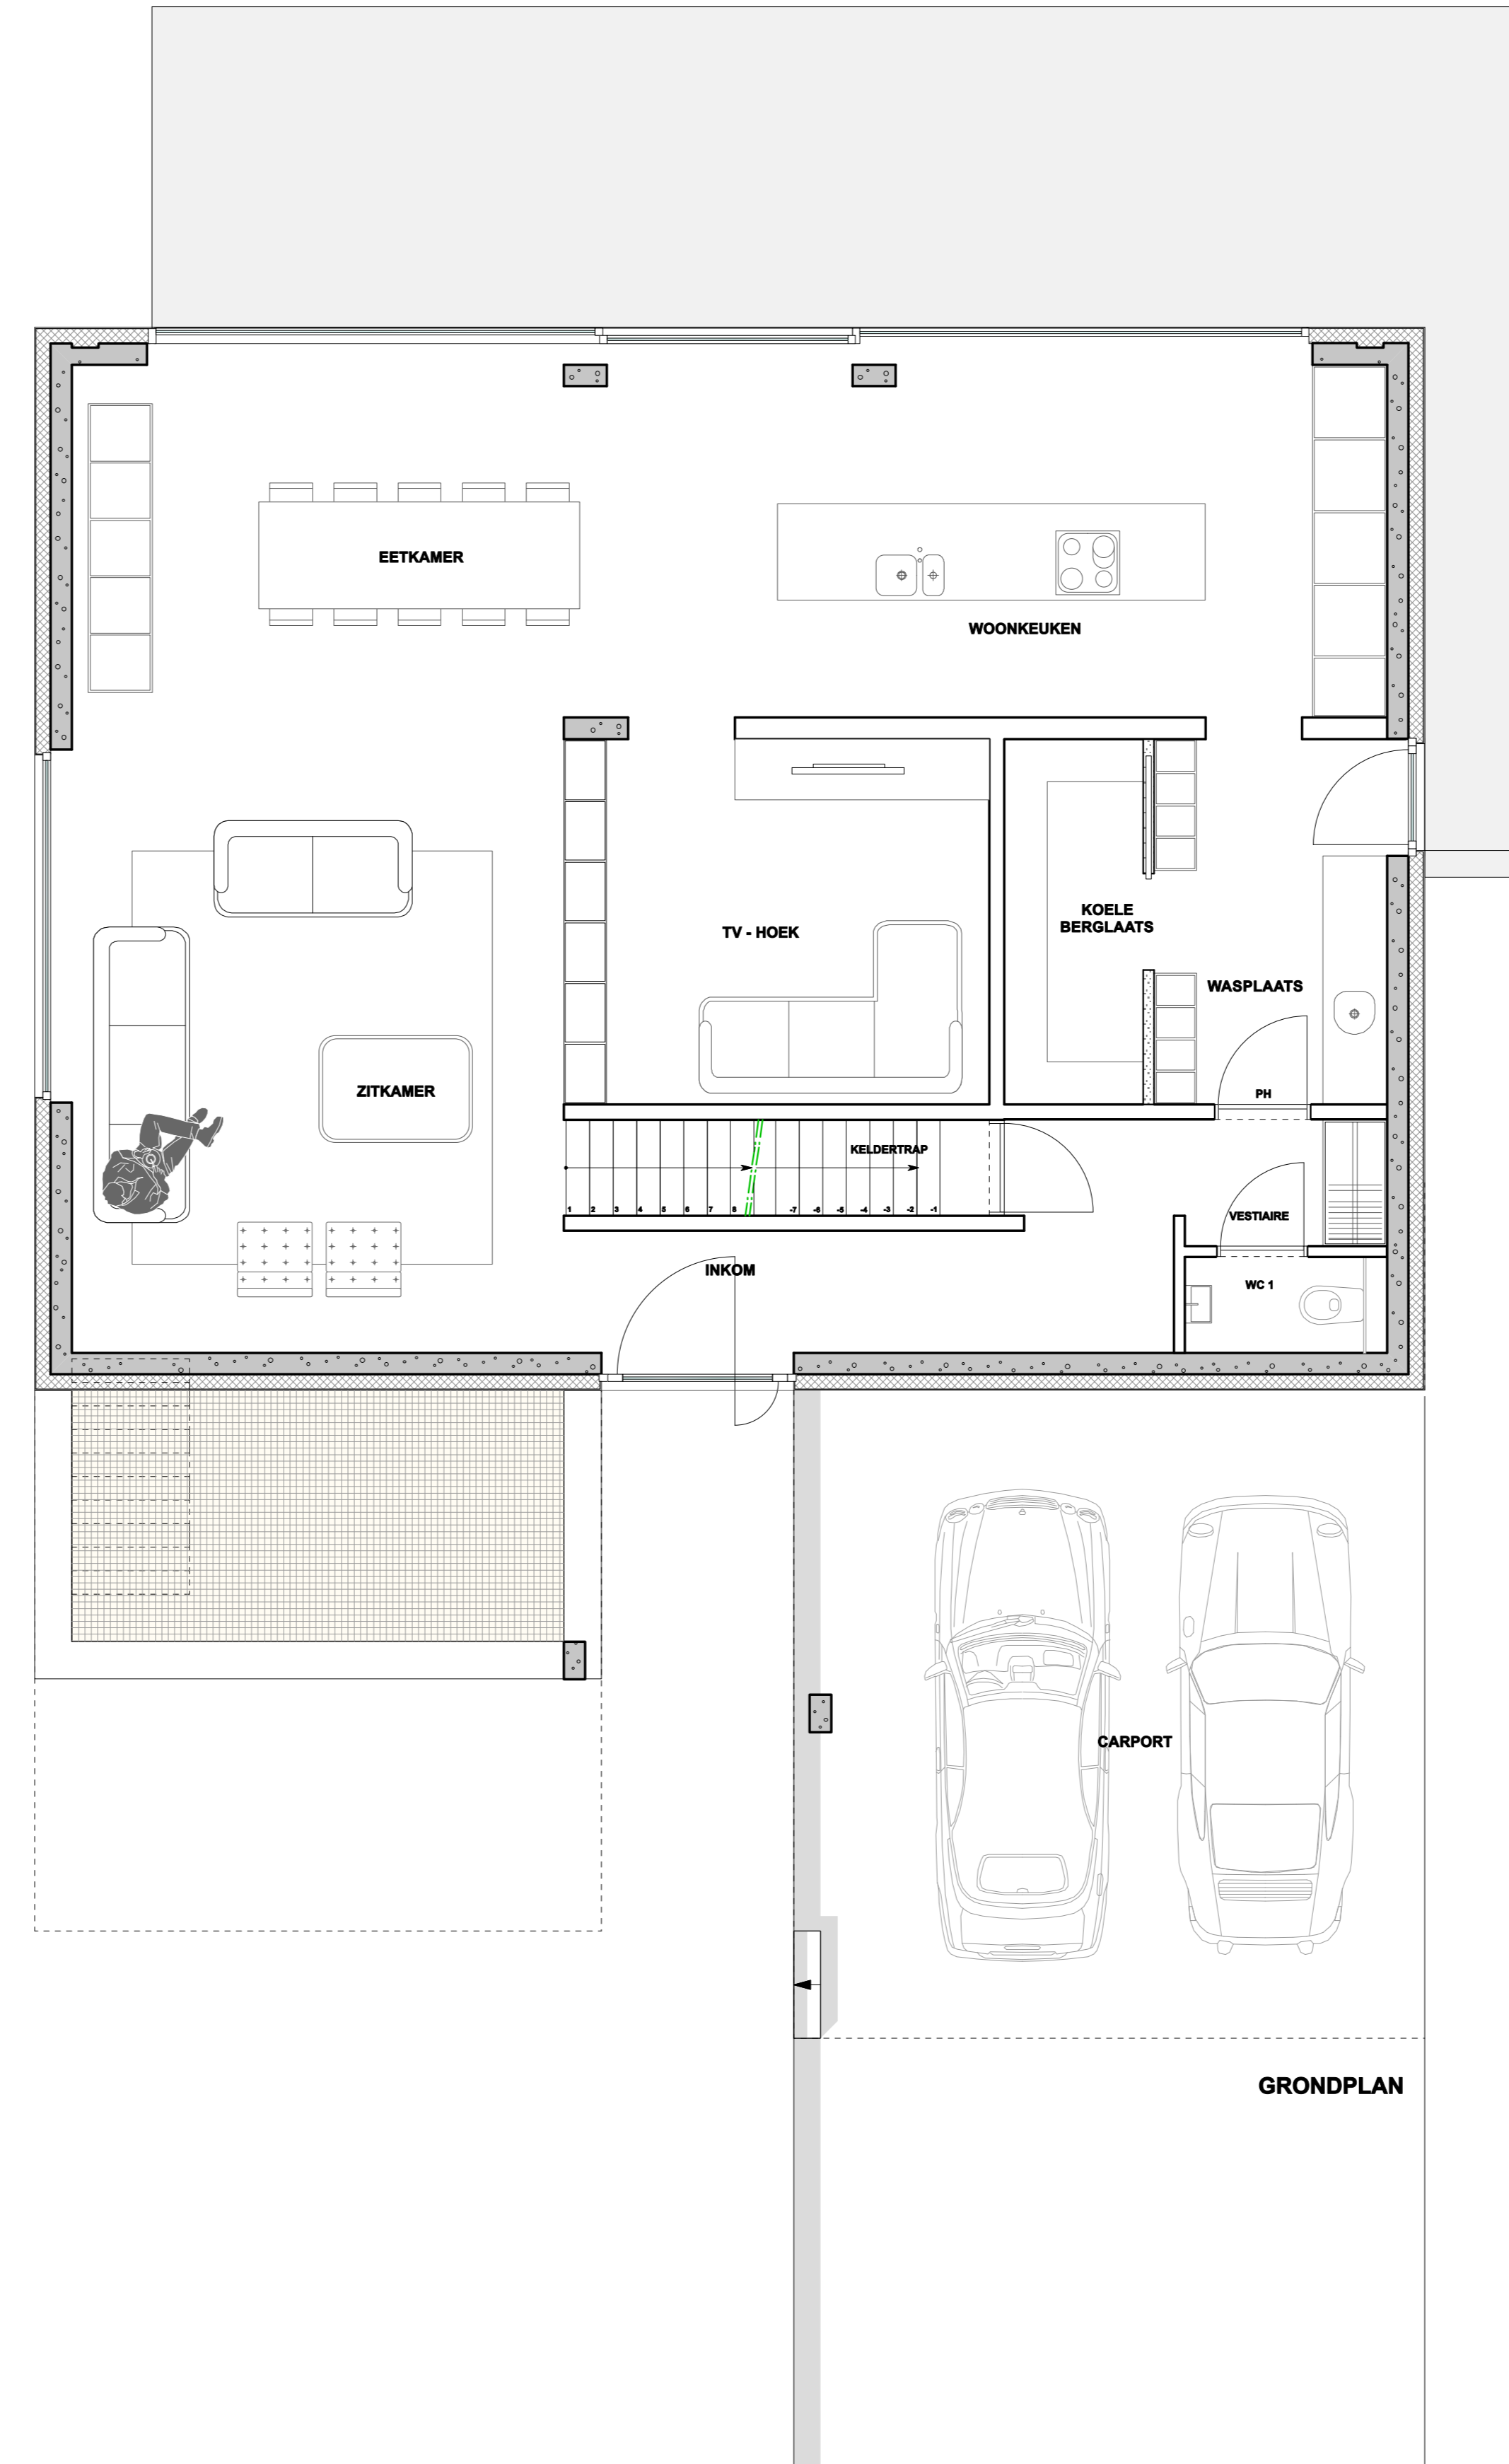 EETKAMER
WOONKEUKEN
TV - HOEK
KOELE
BERGLAATS
WASPLAATS
ZITKAMER
PH
KELDERTRAP
1 2 3 4 5 6 7 8 -7 -6 -5 -4 -3 -2 -1
VESTIAIRE
INKOM
WC 1
CARPORT
GRONDPLAN